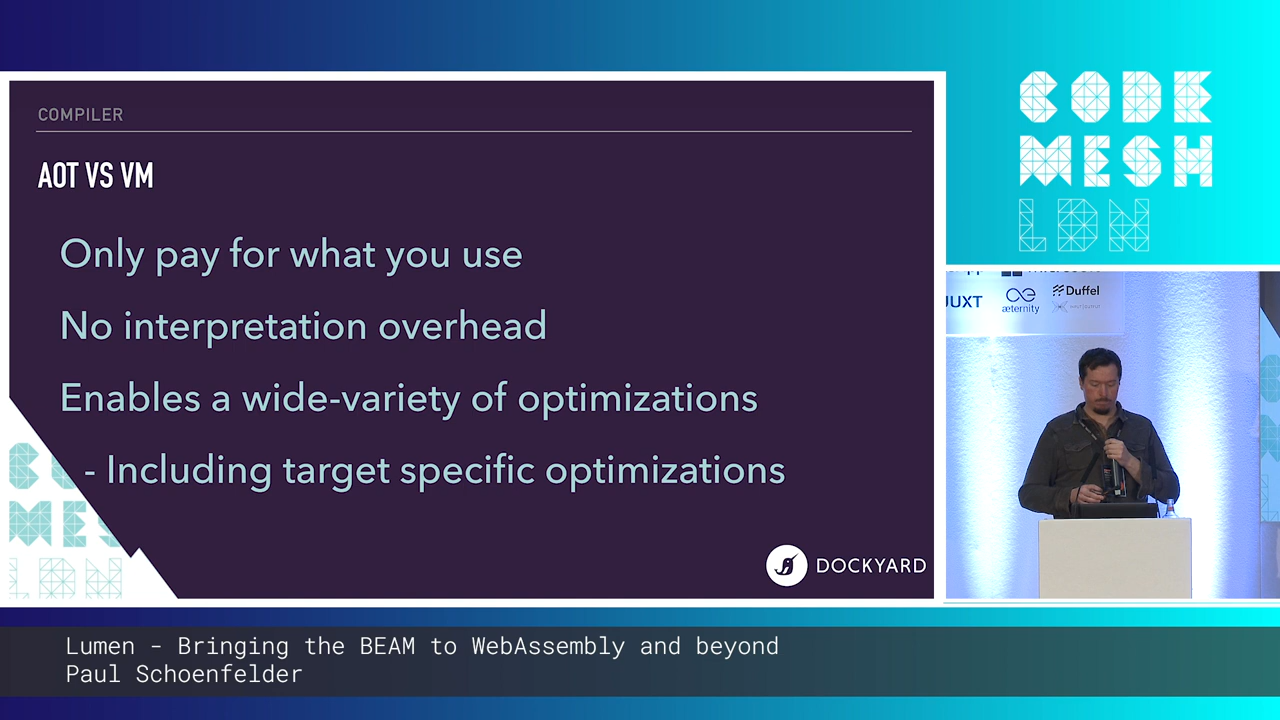 COMPILER
AOT VS VM
Only pay for what you use
No interpretation overhead
Enables a wide-variety of optimizations
- Including target specific optimizations
DOCKYARD
CODE
MESH
LDN
JUXT
æternity
Duffel
Lumen - Bringing the BEAM to WebAssembly and beyond
Paul Schoenfelder